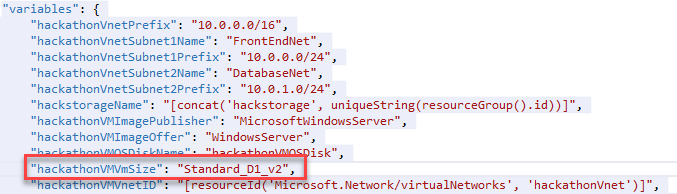 "variables": {
"hackathonVnetPrefix": "10.0.0.0/16",
"hackathonVnetSubnet1Name": "FrontEndNet",
"hackathonVnetSubnet1Prefix": "10.0.0.0/24",
"hackathonVnetSubnet2Name": "DatabaseNet",
"hackathonVnetSubnet2Prefix": "10.0.1.0/24",
"hackstorageName": "[concat('hackstorage', uniqueString(resourceGroup().id))]",
"hackathonVMImagePublisher": "MicrosoftWindowsServer",
"hackathonVMImageOffer": "WindowsServer",
"hackathonVMOSDiskName": "hackathonVMOSDisk",
"hackathonVMVmSize": "Standard_D1_v2",
"hackathonVMVnetID": "[resourceId('Microsoft.Network/virtualNetworks', 'hackathonVnet')]",